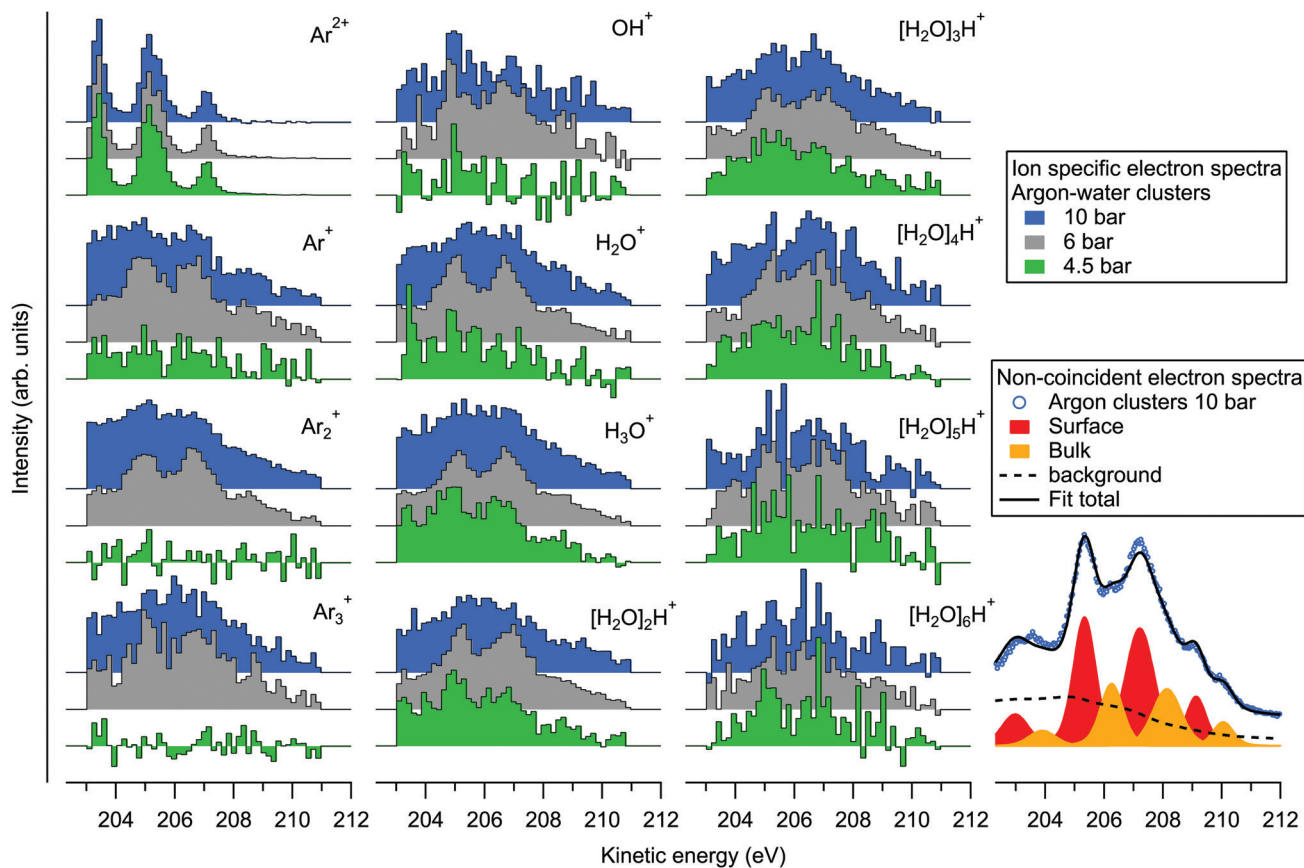 Intensity (arb. units)
Ar2+
Ar+
Ar2+
Ar3+
OH+
H2O+
H3O+
[H2O]2H+
[H2O]3H+
[H2O]4H+
[H2O]5H+
[H2O]6H+
Ion specific electron spectra
Argon-water clusters
10 bar
6 bar
4.5 bar
Non-coincident electron spectra
Argon clusters 10 bar
Surface
Bulk
background
Fit total
204 206 208 210 212
204 206 208 210 212
204 206 208 210 212
204 206 208 210 212
Kinetic energy (eV)